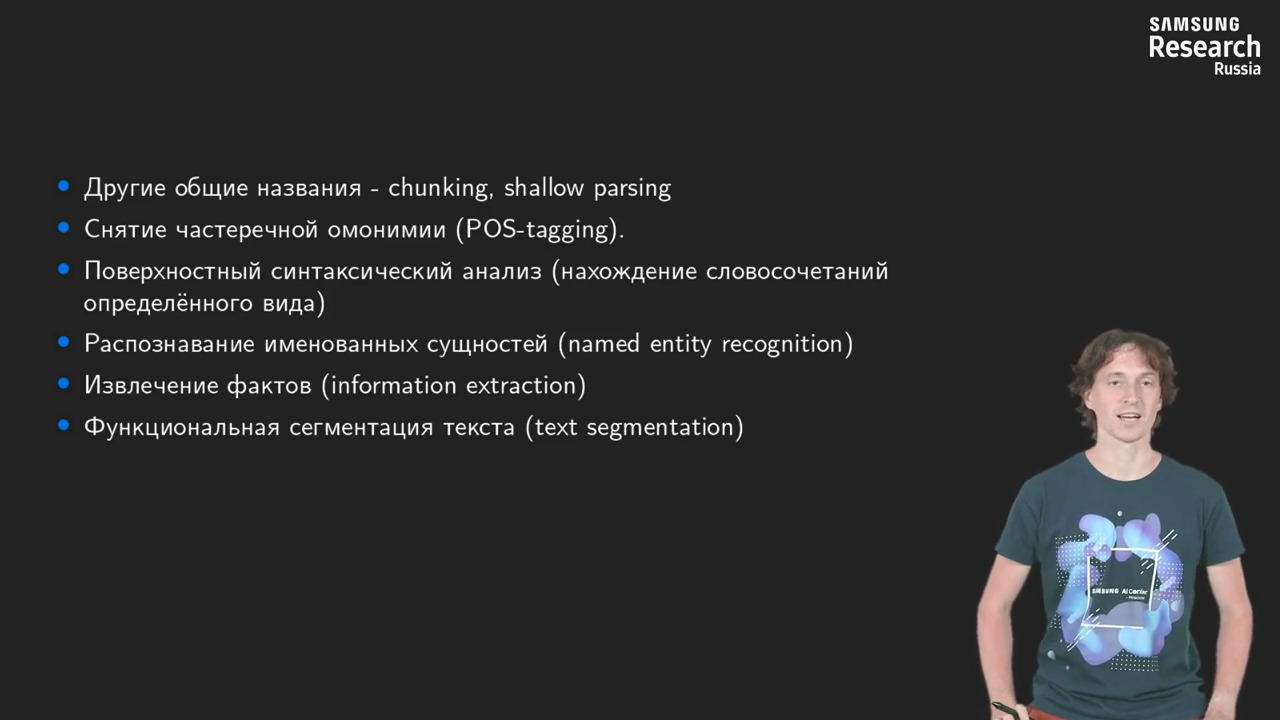 SAMSUNG
Research
Russia
Другие общие названия - chunking, shallow parsing
Снятие частеречной омонимии (POS-tagging).
Поверхностный синтаксический анализ (нахождение словосочетаний
определённого вида)
Распознавание именованных сущностей (named entity recognition)
Извлечение фактов (information extraction)
Функциональная сегментация текста (text segmentation)
SAMSUNG AI Center